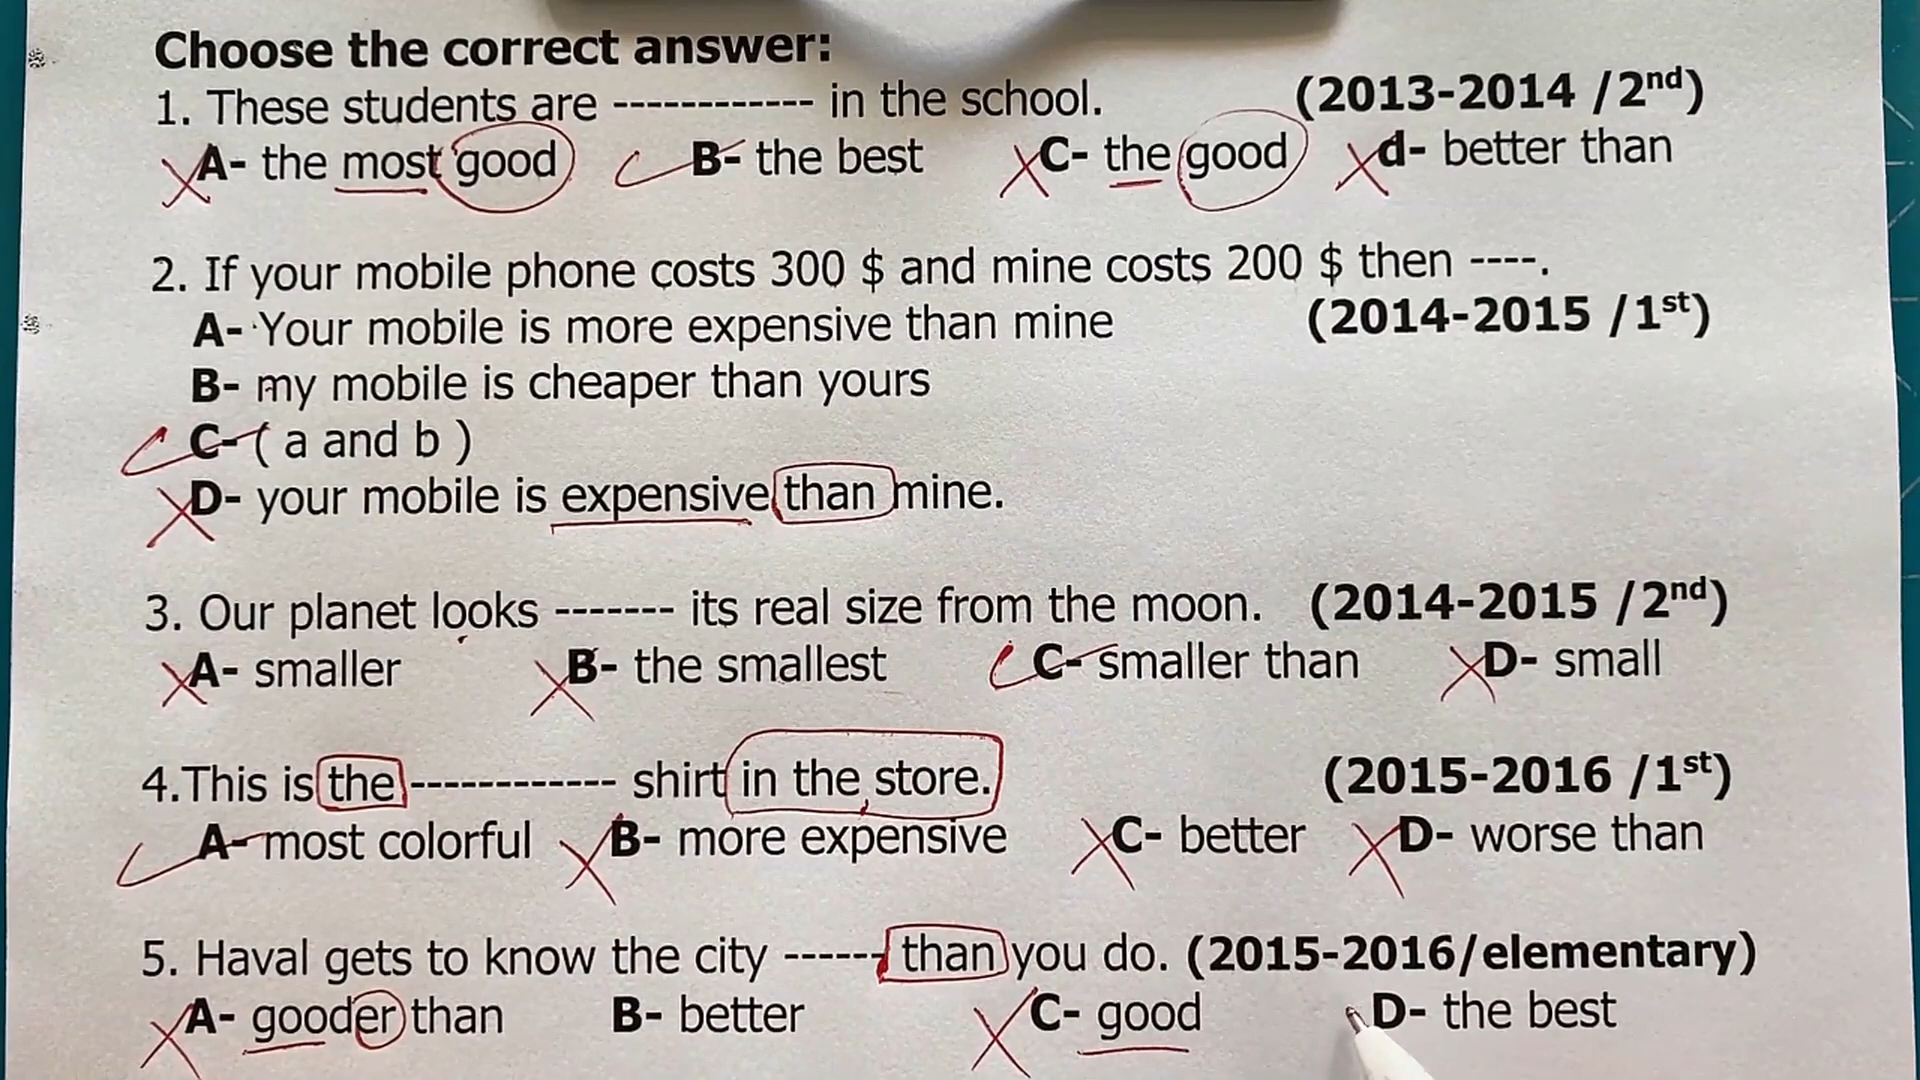 Choose the correct answer:
1. These students are ------------ in the school. (2013-2014 /2nd)
A- the most good B- the best C- the good d- better than
2. If your mobile phone costs 300 $ and mine costs 200 $ then ----.
A- Your mobile is more expensive than mine (2014-2015 /1st)
B- my mobile is cheaper than yours
C- ( a and b )
D- your mobile is expensive than mine.
3. Our planet looks ------- its real size from the moon. (2014-2015 /2nd)
A- smaller B- the smallest C- smaller than D- small
4.This is the ------------ shirt in the store. (2015-2016 /1st)
A- most colorful B- more expensive C- better D- worse than
5. Haval gets to know the city ------ than you do. (2015-2016/elementary)
A- gooder than B- better C- good D- the best